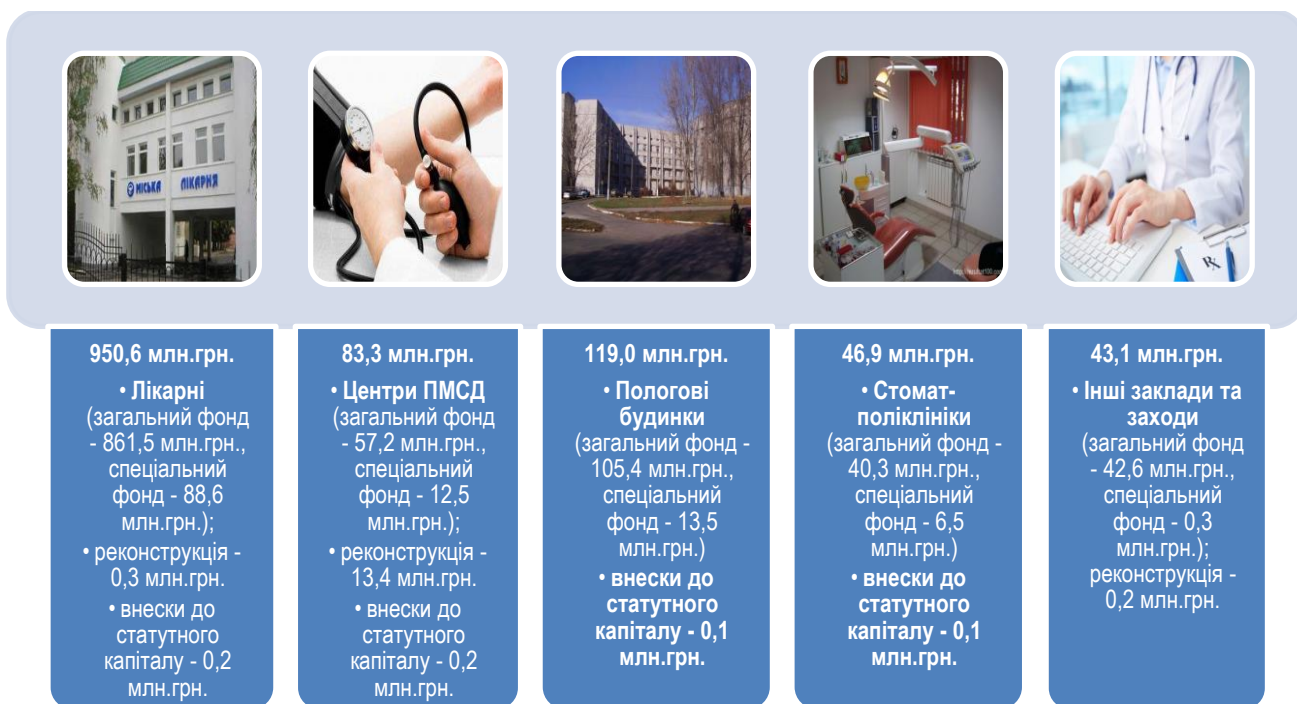 МІСЬКА ЛІКАРНЯ
Rx
950,6 млн.грн.
• Лікарні
(загальний фонд
- 861,5 млн.грн.,
спеціальний
фонд - 88,6
млн.грн.);
• реконструкція -
0,3 млн.грн.
• внески до
статутного
капіталу - 0,2
млн.грн.
83,3 млн.грн.
• Центри ПМСД
(загальний фонд
- 57,2 млн.грн.,
спеціальний
фонд - 12,5
млн.грн.);
• реконструкція -
13,4 млн.грн.
• внески до
статутного
капіталу - 0,2
млн.грн.
119,0 млн.грн.
• Пологові
будинки
(загальний фонд -
105,4 млн.грн.,
спеціальний
фонд - 13,5
млн.грн.)
• внески до
статутного
капіталу - 0,1
млн.грн.
46,9 млн.грн.
• Стомат-
поліклініки
(загальний фонд -
40,3 млн.грн.,
спеціальний
фонд - 6,5
млн.грн.)
• внески до
статутного
капіталу - 0,1
млн.грн.
43,1 млн.грн.
• Інші заклади та
заходи
(загальний фонд
- 42,6 млн.грн.,
спеціальний
фонд - 0,3
млн.грн.);
реконструкція -
0,2 млн.грн.